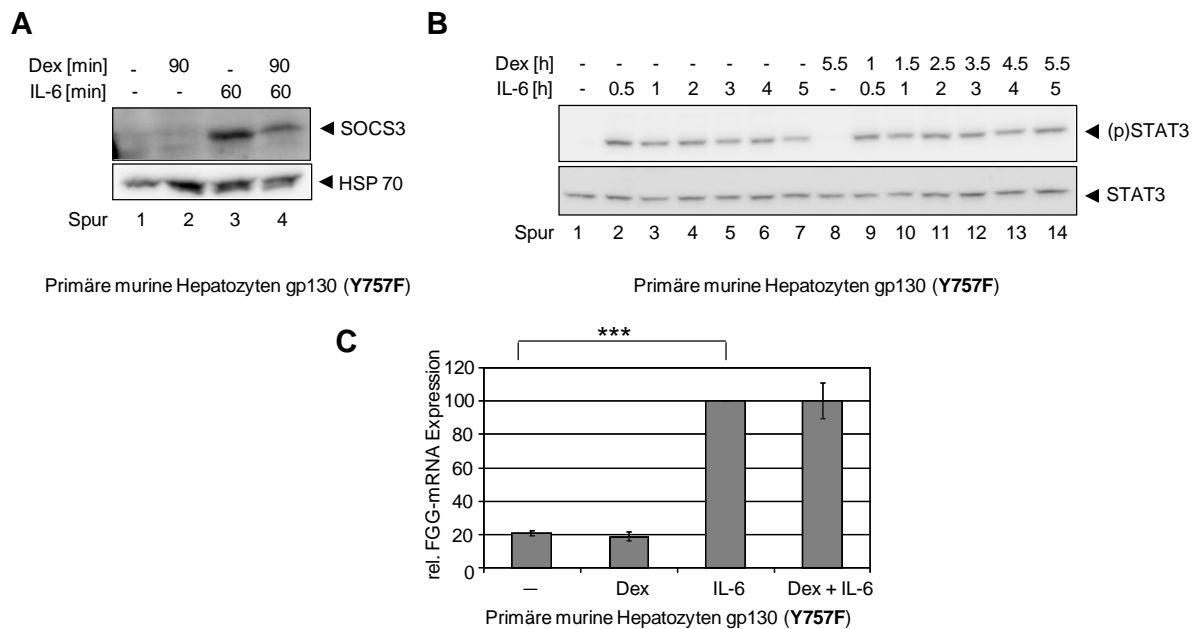 A
Dex [min] - 90 - 90
IL-6 [min] - - 60 60
SOCS3
HSP 70
Spur 1 2 3 4
Primäre murine Hepatozyten gp130 (Y757F)
B
Dex [h] - - - - - - - 5.5 1 1.5 2.5 3.5 4.5 5.5
IL-6 [h] - 0.5 1 2 3 4 5 - 0.5 1 2 3 4 5
(p)STAT3
STAT3
Spur 1 2 3 4 5 6 7 8 9 10 11 12 13 14
Primäre murine Hepatozyten gp130 (Y757F)
C
***
rel. FGG-mRNA Expression
120
100
80
60
40
20
0
– Dex IL-6 Dex + IL-6
Primäre murine Hepatozyten gp130 (Y757F)